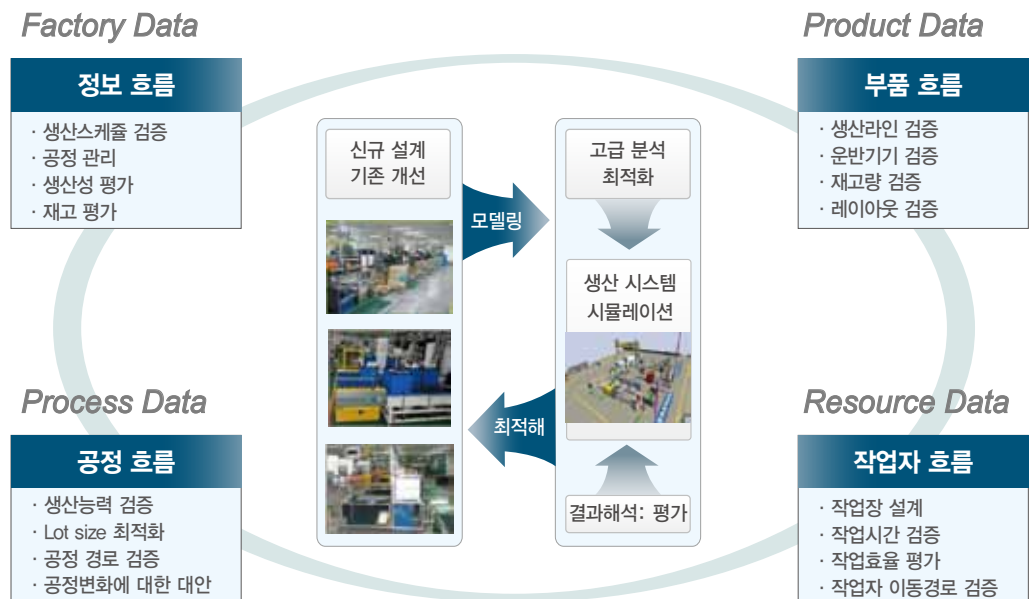 Factory Data
정보 흐름
· 생산스케쥴 검증
· 공정 관리
· 생산성 평가
· 재고 평가
Product Data
부품 흐름
· 생산라인 검증
· 운반기기 검증
· 재고량 검증
· 레이아웃 검증
신규 설계
기존 개선
모델링
고급 분석
최적화
생산 시스템
시뮬레이션
최적해
결과해석: 평가
Process Data
공정 흐름
· 생산능력 검증
· Lot size 최적화
· 공정 경로 검증
· 공정변화에 대한 대안
Resource Data
작업자 흐름
· 작업장 설계
· 작업시간 검증
· 작업효율 평가
· 작업자 이동경로 검증